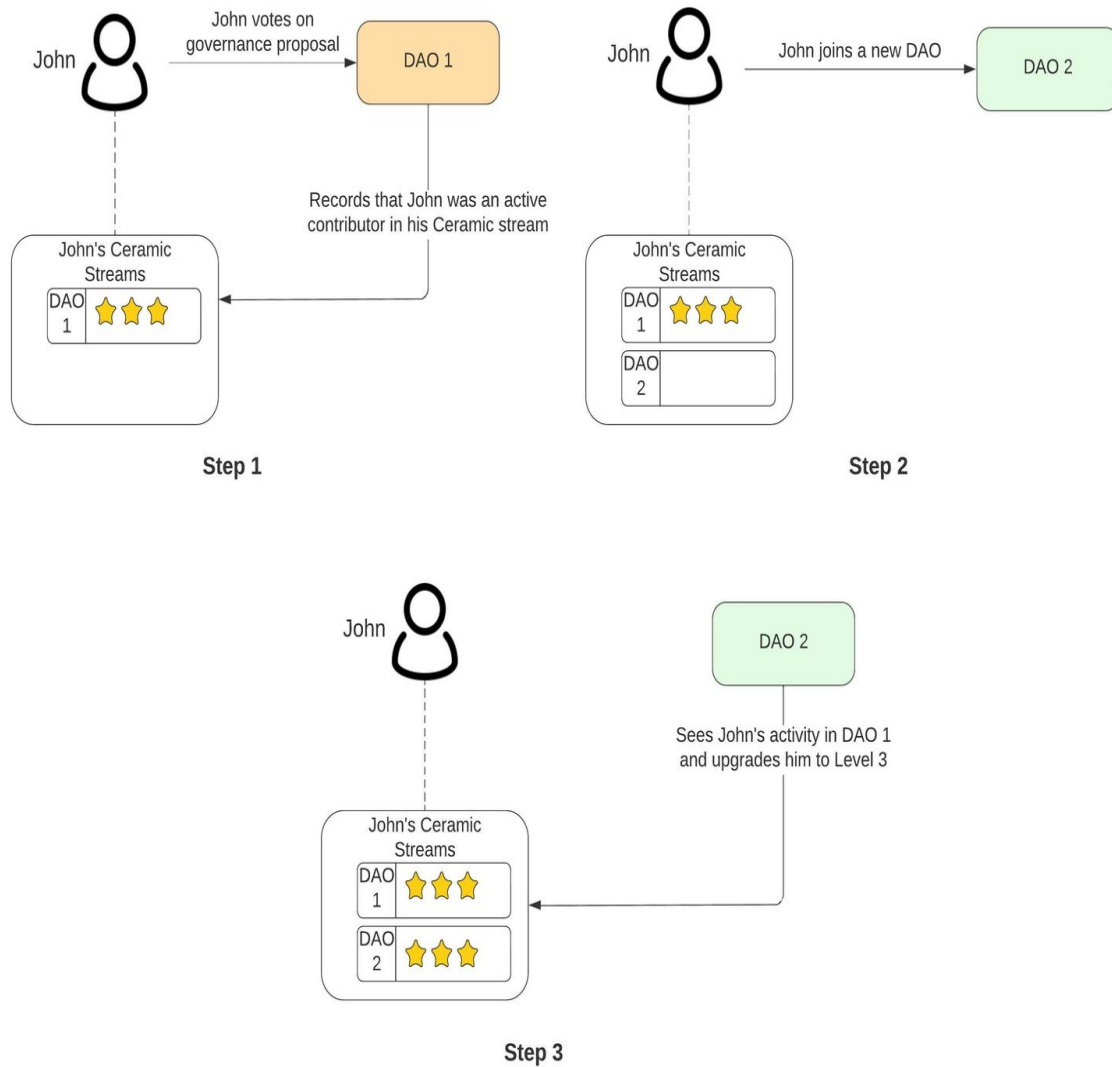 John votes on
governance proposal
John
DAO 1
Records that John was an active
contributor in his Ceramic stream
John's Ceramic
Streams
DAO
1
Step 1
John
John joins a new DAO
DAO 2
John's Ceramic
Streams
DAO
1
DAO
2
Step 2
John
DAO 2
Sees John's activity in DAO 1
and upgrades him to Level 3
John's Ceramic
Streams
DAO
1
DAO
2
Step 3